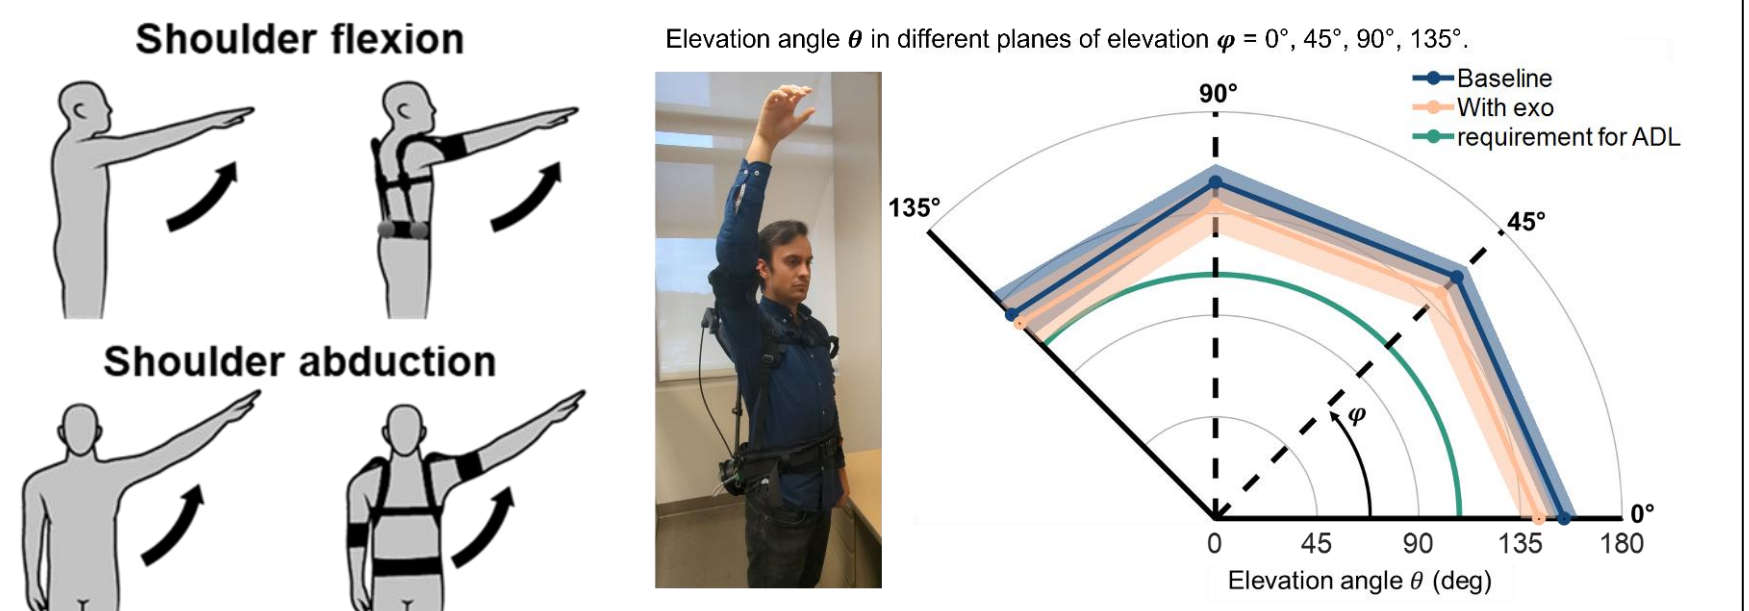 Shoulder flexion
Shoulder abduction
Elevation angle θ in different planes of elevation φ = 0°, 45°, 90°, 135°.
Baseline
With exo
requirement for ADL
90°
135°
45°
φ
0°
0 45 90 135 180
Elevation angle θ (deg)